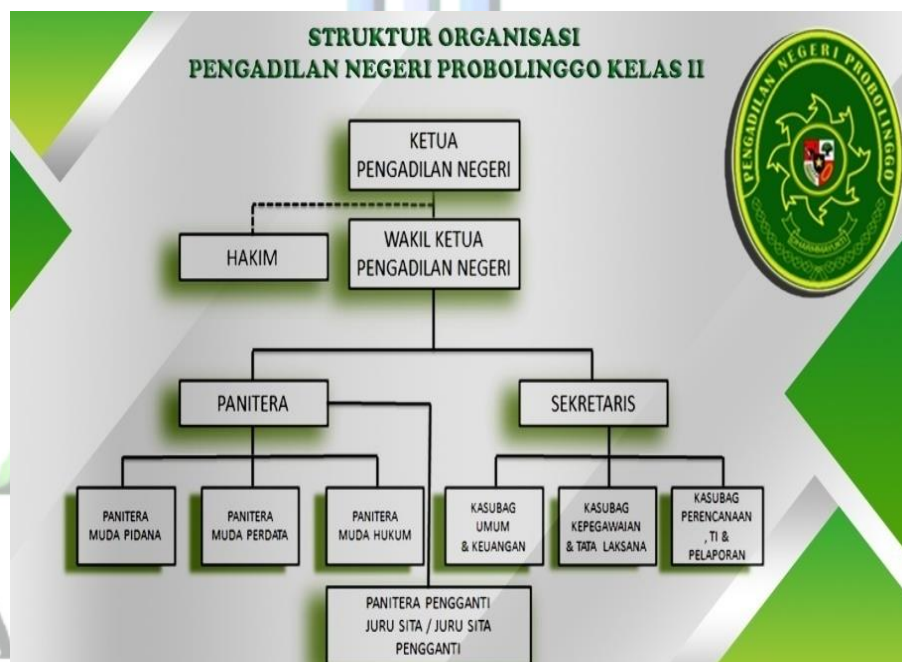 STRUKTUR ORGANISASI
PENGADILAN NEGERI PROBOLINGGO KELAS II
PENGADILAN NEGERI PROBOLINGGO
DHARMMAYUKTI
KETUA
PENGADILAN NEGERI
HAKIM
WAKIL KETUA
PENGADILAN NEGERI
PANITERA
SEKRETARIS
PANITERA
MUDA PIDANA
PANITERA
MUDA PERDATA
PANITERA
MUDA HUKUM
KASUBAG
UMUM
& KEUANGAN
KASUBAG
KEPEGAWAIAN
& TATA LAKSANA
KASUBAG
PERENCANAAN
, TI &
PELAPORAN
PANITERA PENGGANTI
JURU SITA / JURU SITA
PENGGANTI